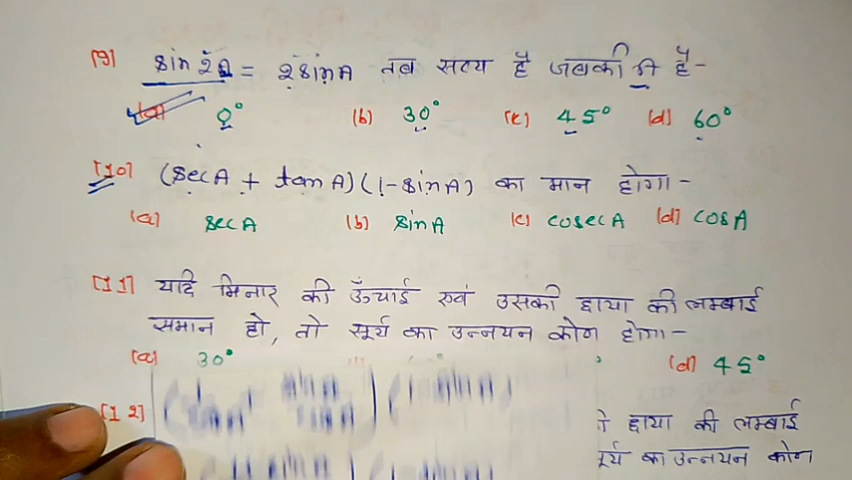 [9] sin 2A = 2sinA तब सत्य है जबकी A है-
(a) 0° (b) 30° (c) 45° (d) 60°
[10] (secA + tanA)(1-sinA) का मान होगा-
(a) secA (b) sinA (c) cosecA (d) cosA
[11] यदि मिनार की ऊँचाई एवं उसकी छाया की लम्बाई
समान हो, तो सूर्य का उन्नयन कोण होगा-
(a) 30° (d) 45°
[12]
छाया की लम्बाई
का उन्नयन कोण